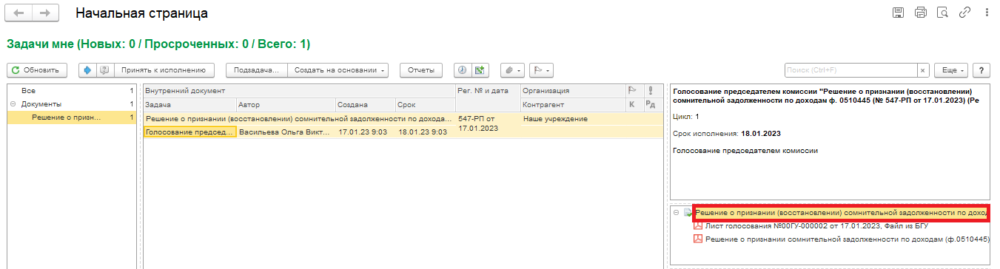 Начальная страница
Задачи мне (Новых: 0 / Просроченных: 0 / Всего: 1)
Обновить Принять к исполнению Подзадача... Создать на основании Отчеты Поиск (Ctrl+F) × Еще ?
Все 1
Документы 1
Решение о призн... 1
Внутренний документ Рег. № и дата Организация
Задача Автор Создана Срок Контрагент К Рд
Решение о признании (восстановлении) сомнительной задолженности по дохода... 547-РП от 17.01.2023 Наше учреждение
Голосование председ... Васильева Ольга Викт... 17.01.23 9:03 18.01.23 9:03
Голосование председателем комиссии "Решение о признании (восстановлении)
сомнительной задолженности по доходам ф. 0510445 (№ 547-РП от 17.01.2023) (Ре
Цикл: 1
Срок исполнения: 18.01.2023
Голосование председателем комиссии
Решение о признании (восстановлении) сомнительной задолженности по доход
Лист голосования №00ГУ-000002 от 17.01.2023, Файл из БГУ
Решение о признании сомнительной задолженности по доходам (ф.0510445)